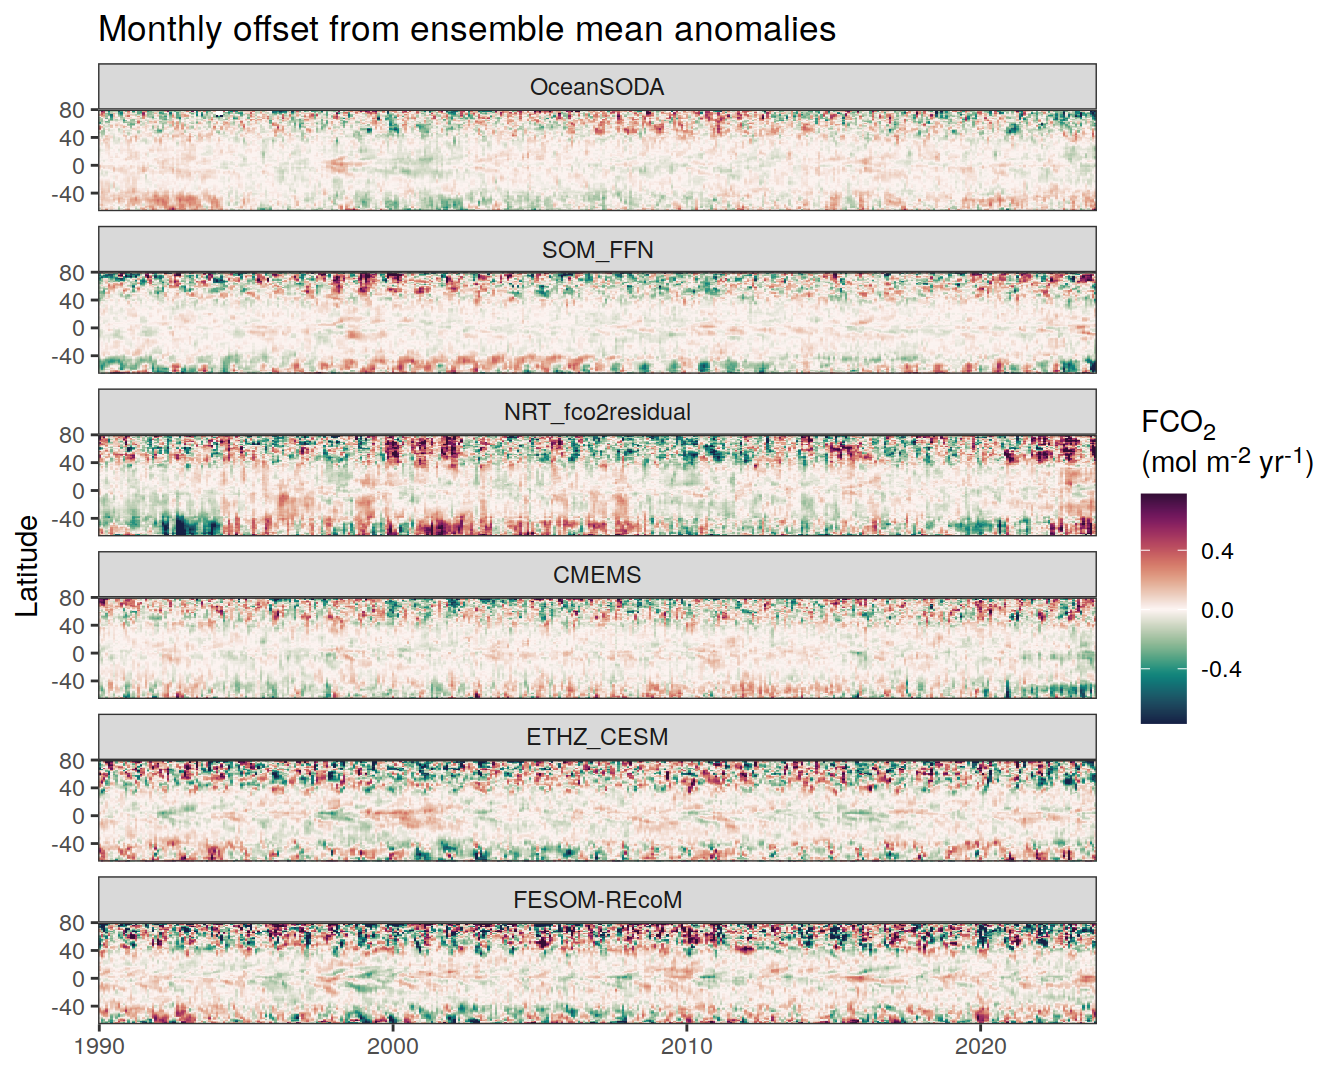 Monthly offset from ensemble mean anomalies
OceanSODA
80
40
0
-40
SOM_FFN
80
40
0
-40
NRT_fco2residual
80
40
0
-40
CMEMS
80
40
0
-40
ETHZ_CESM
80
40
0
-40
FESOM-REcoM
80
40
0
-40
1990 2000 2010 2020
Latitude
FCO2
(mol m-2 yr-1)
0.4
0.0
-0.4